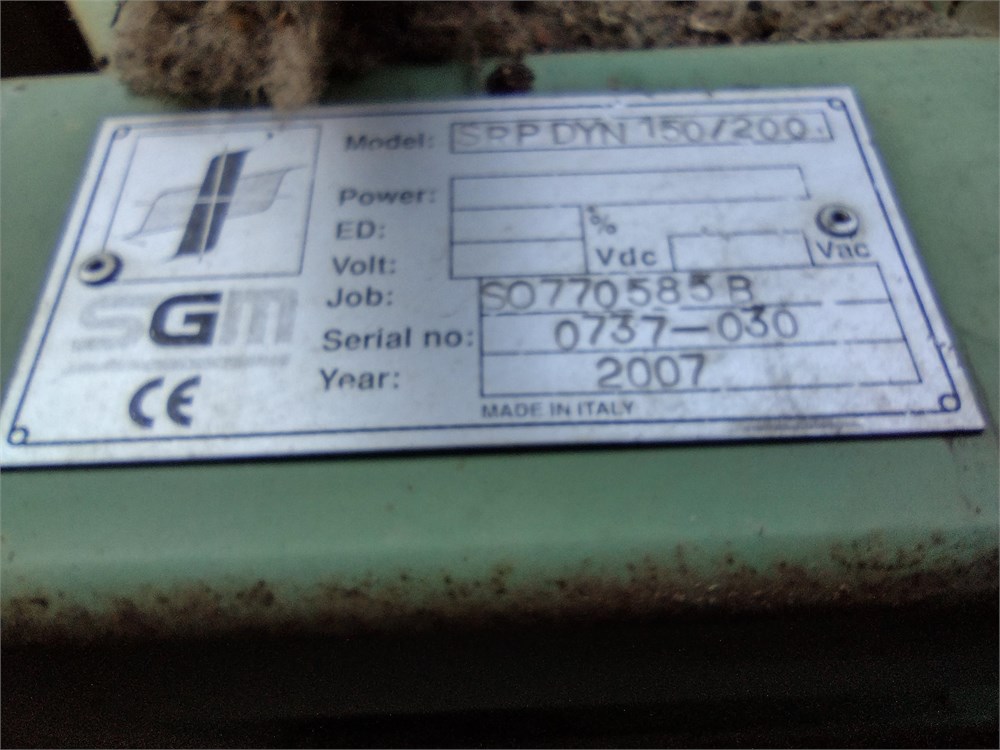 Model: SRP DYN 150/200
Power:
ED: %
Volt: Vdc Vac
Job: SO770585B
Serial no: 0737-030
Year: 2007
MADE IN ITALY
SGM
CE